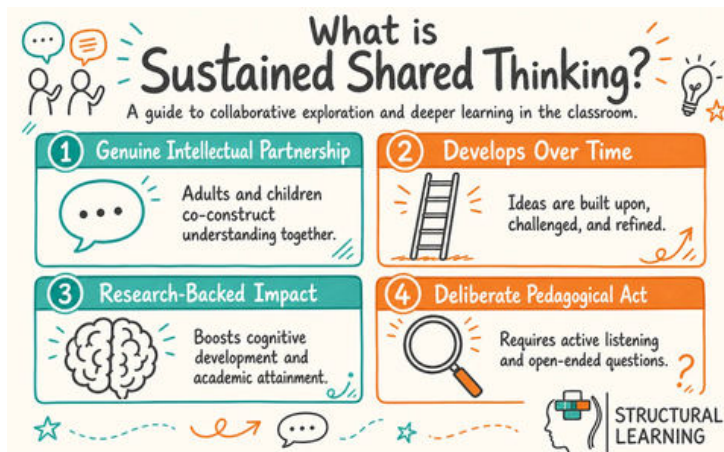 What is
Sustained Shared Thinking?
A guide to collaborative exploration and deeper learning in the classroom.
1 Genuine Intellectual Partnership
Adults and children
co-construct
understanding together.
2 Develops Over Time
Ideas are built upon,
challenged, and refined.
3 Research-Backed Impact
Boosts cognitive
development and
academic attainment.
4 Deliberate Pedagogical Act
Requires active listening
and open-ended questions.
?
STRUCTURAL
LEARNING